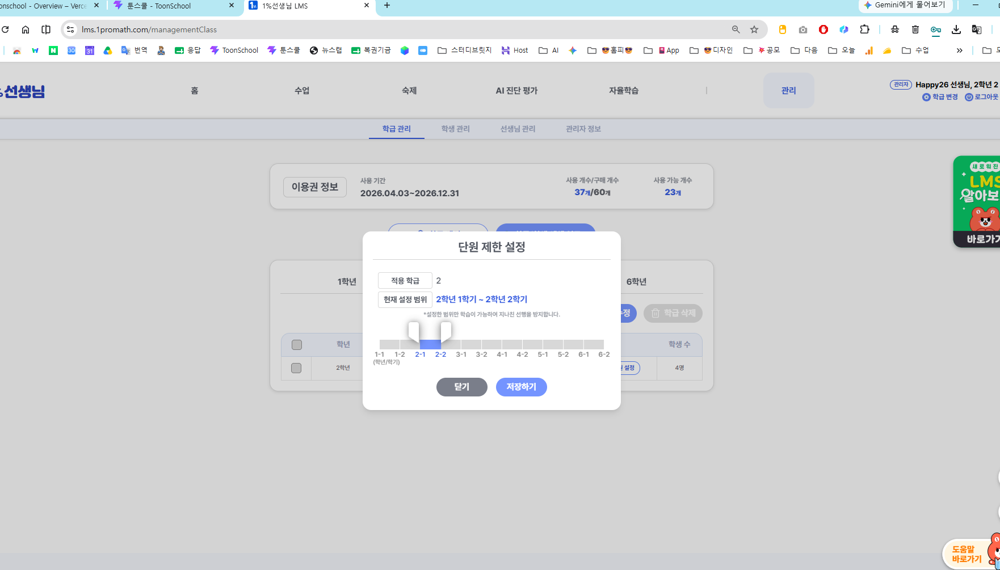 onschool - Overview – Verce
툰스쿨 - ToonSchool
1%선생님 LMS
Gemini에게 물어보기
lms.1promath.com/managementClass
번역 응답 ToonSchool 툰스쿨 뉴스랩 복권기금 스터디브릿지 Host AI 😎홈피😎 App 😎디자인 공모 다음 오늘 수업
선생님
홈 수업 숙제 AI 진단 평가 자율학습 | 관리
관리자 Happy26 선생님, 2학년 2
학급 변경 로그아웃
학급 관리 학생 관리 선생님 관리 관리자 정보
이용권 정보
사용 기간
2026.04.03~2026.12.31
사용 개수/구매 개수
37개/60개
사용 가능 개수
23개
새로워진
LMS
알아보
바로가기
단원 제한 설정
적용 학급 2
현재 설정 범위 2학년 1학기 ~ 2학년 2학기
*설정한 범위만 학습이 가능하여 지나친 선행을 방지합니다.
1-1 1-2 2-1 2-2 3-1 3-2 4-1 4-2 5-1 5-2 6-1 6-2
(학년/학기)
닫기 저장하기
1학년 6학년
수정 학급 삭제
학년 학생 수
2학년 설정 4명
도움말
바로가기